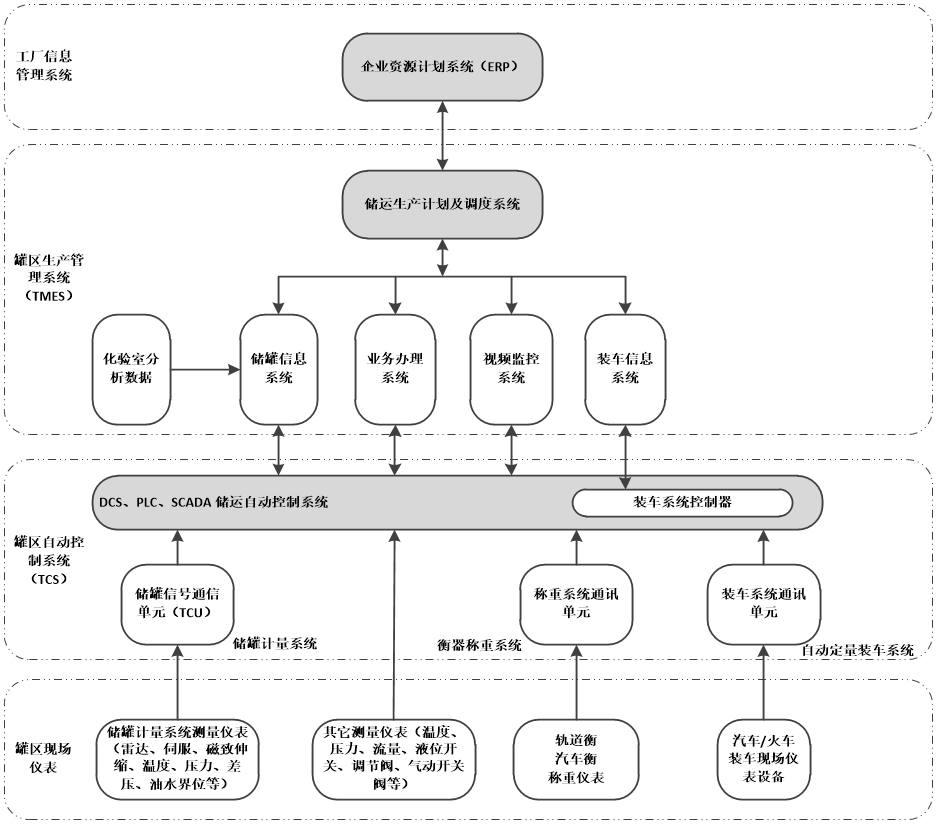 工厂信息
管理系统
企业资源计划系统（ERP）
储运生产计划及调度系统
罐区生产管
理系统
（TMES）
化验室分
析数据
储罐信息
系统
业务办理
系统
视频监控
系统
装车信息
系统
DCS、PLC、SCADA 储运自动控制系统
装车系统控制器
罐区自动控
制系统
（TCS）
储罐信号通信
单元（TCU）
储罐计量系统
称重系统通讯
单元
衡器称重系统
装车系统通讯
单元
自动定量装车系统
罐区现场
仪表
储罐计量系统测量仪表
（雷达、伺服、磁致伸
缩、温度、压力、差
压、油水界位等）
其它测量仪表（温度、
压力、流量、液位开
关、调节阀、气动开关
阀等）
轨道衡
汽车衡
称重仪表
汽车/火车
装车现场仪
表设备